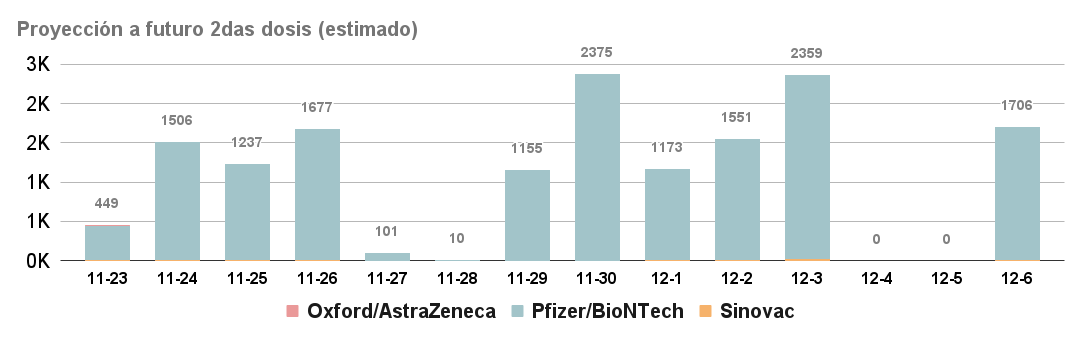 Proyección a futuro 2das dosis (estimado)
3K
2K
2K
1K
1K
0K
449
1506
1237
1677
101
10
1155
2375
1173
1551
2359
0
0
1706
11-23 11-24 11-25 11-26 11-27 11-28 11-29 11-30 12-1 12-2 12-3 12-4 12-5 12-6
Oxford/AstraZeneca Pfizer/BioNTech Sinovac